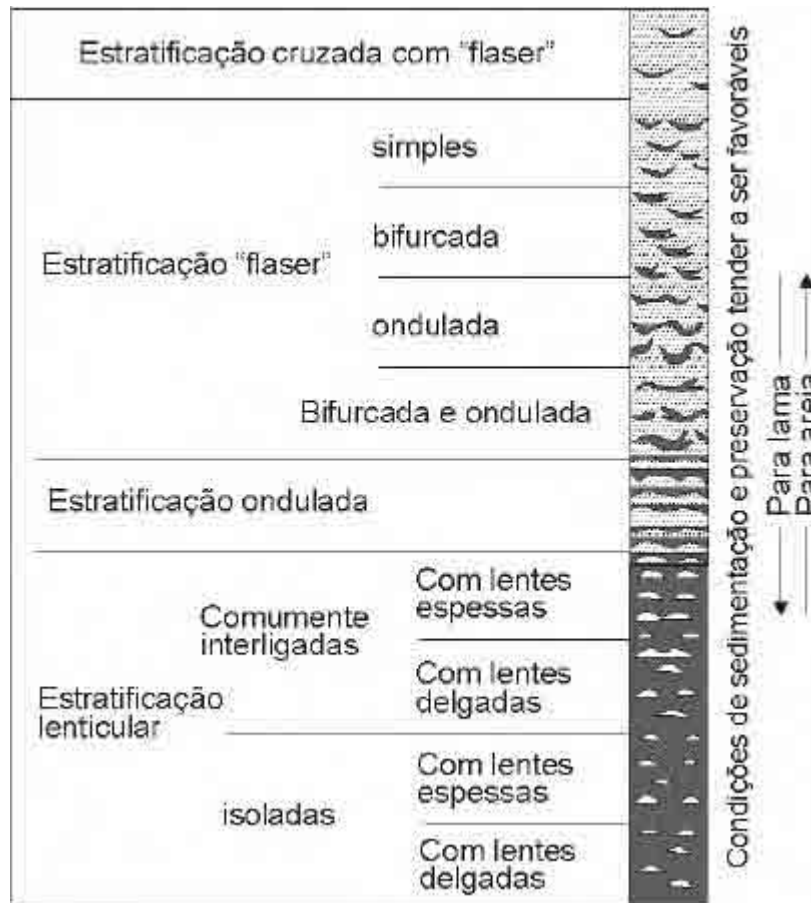 Estratificação cruzada com "flaser"
simples
bifurcada
Estratificação "flaser"
ondulada
Bifurcada e ondulada
Estratificação ondulada
Com lentes
espessas
Comumente
interligadas
Com lentes
delgadas
Estratificação
lenticular
Com lentes
espessas
isoladas
Com lentes
delgadas
Condições de sedimentação e preservação tender a ser favoráveis
Para lama
Para areia